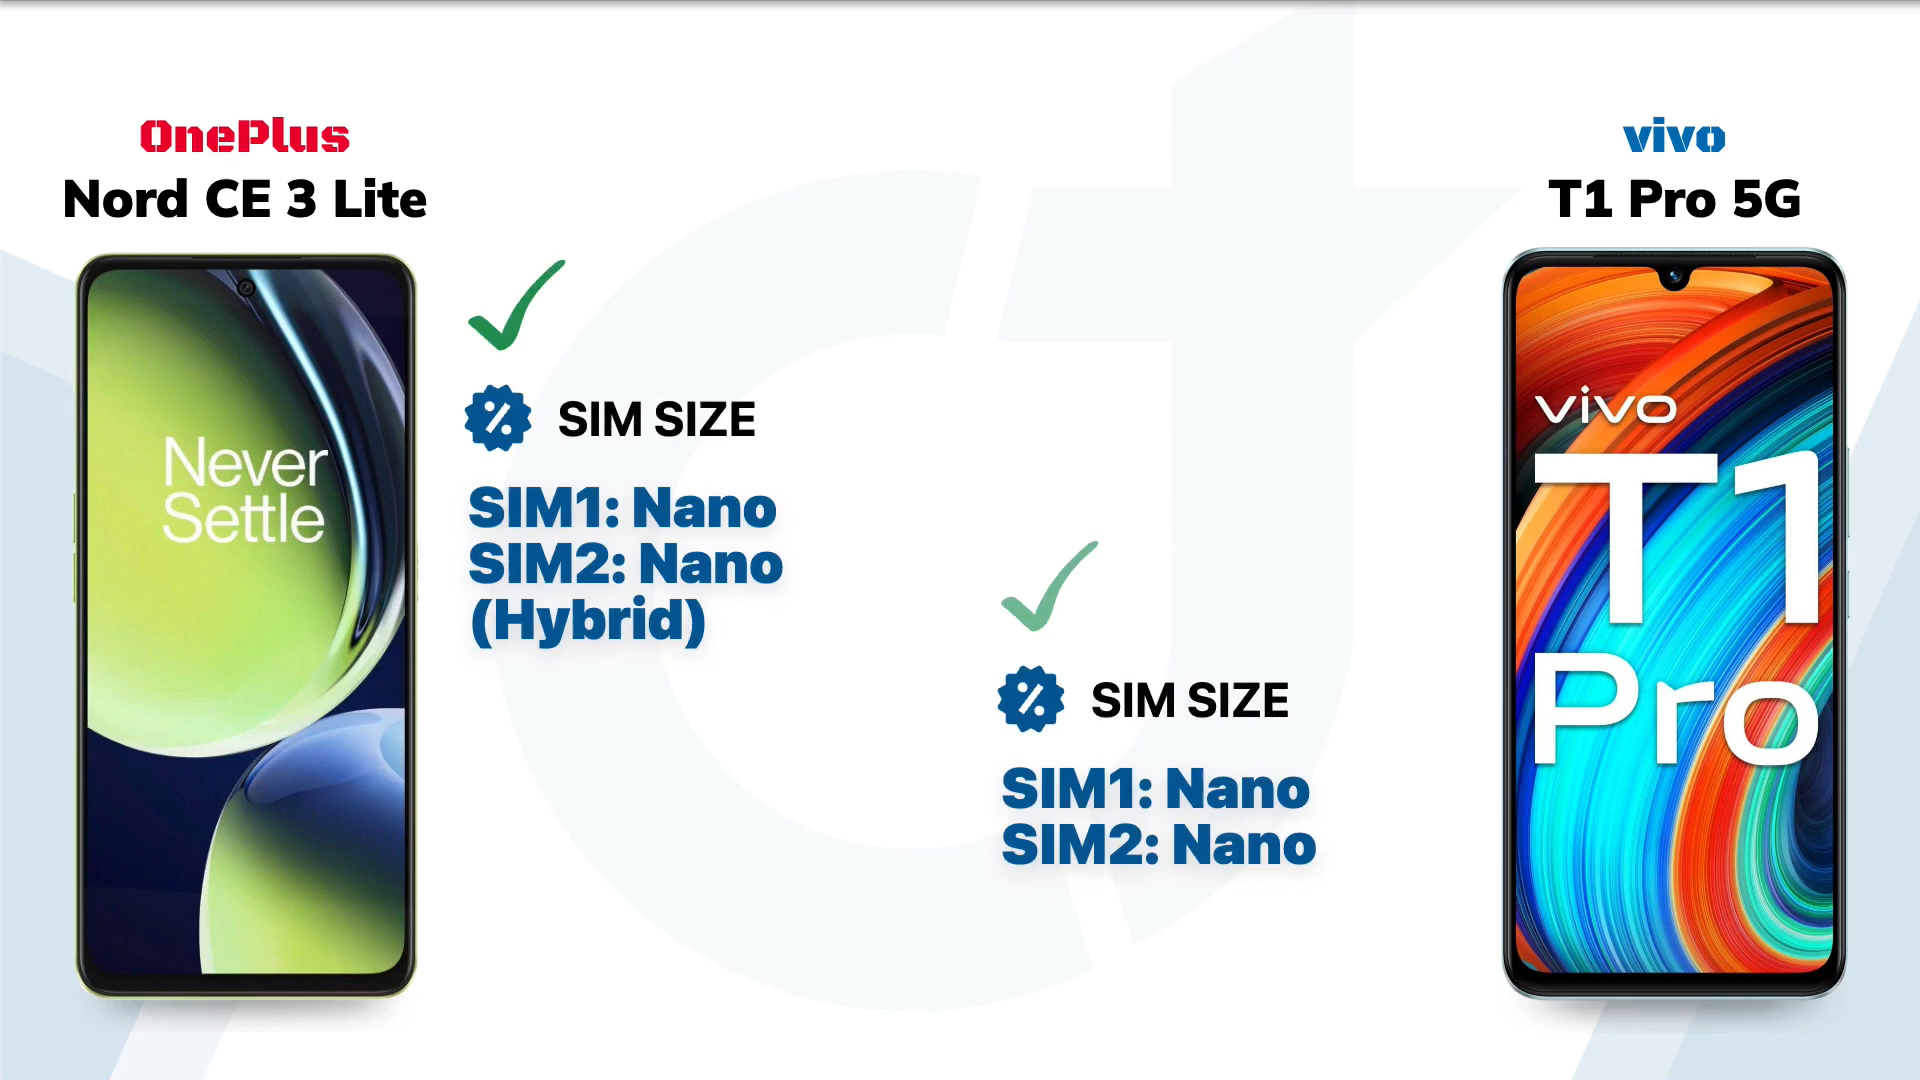 OnePlus
Nord CE 3 Lite
Never
Settle
SIM SIZE
SIM1: Nano
SIM2: Nano
(Hybrid)
SIM SIZE
SIM1: Nano
SIM2: Nano
vivo
T1 Pro 5G
vivo
T1
Pro